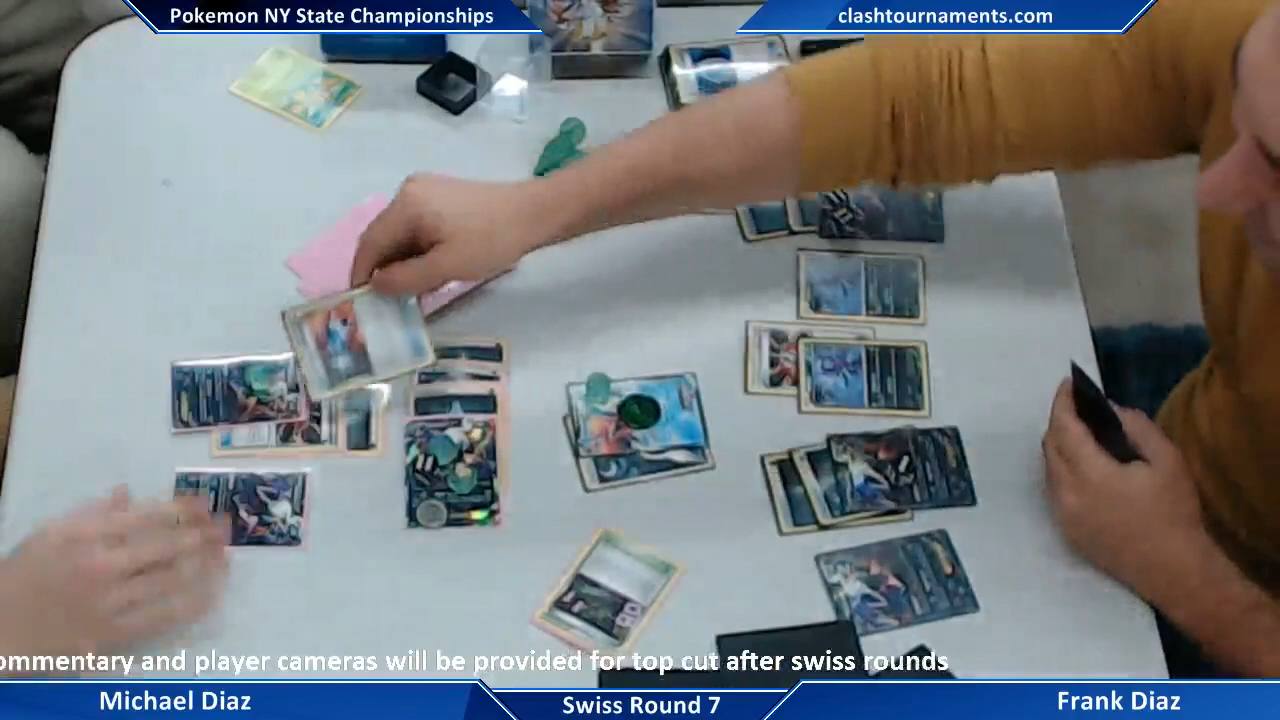 Pokemon NY State Championships
clashtournaments.com
ommentary and player cameras will be provided for top cut after swiss rounds
Michael Diaz
Swiss Round 7
Frank Diaz